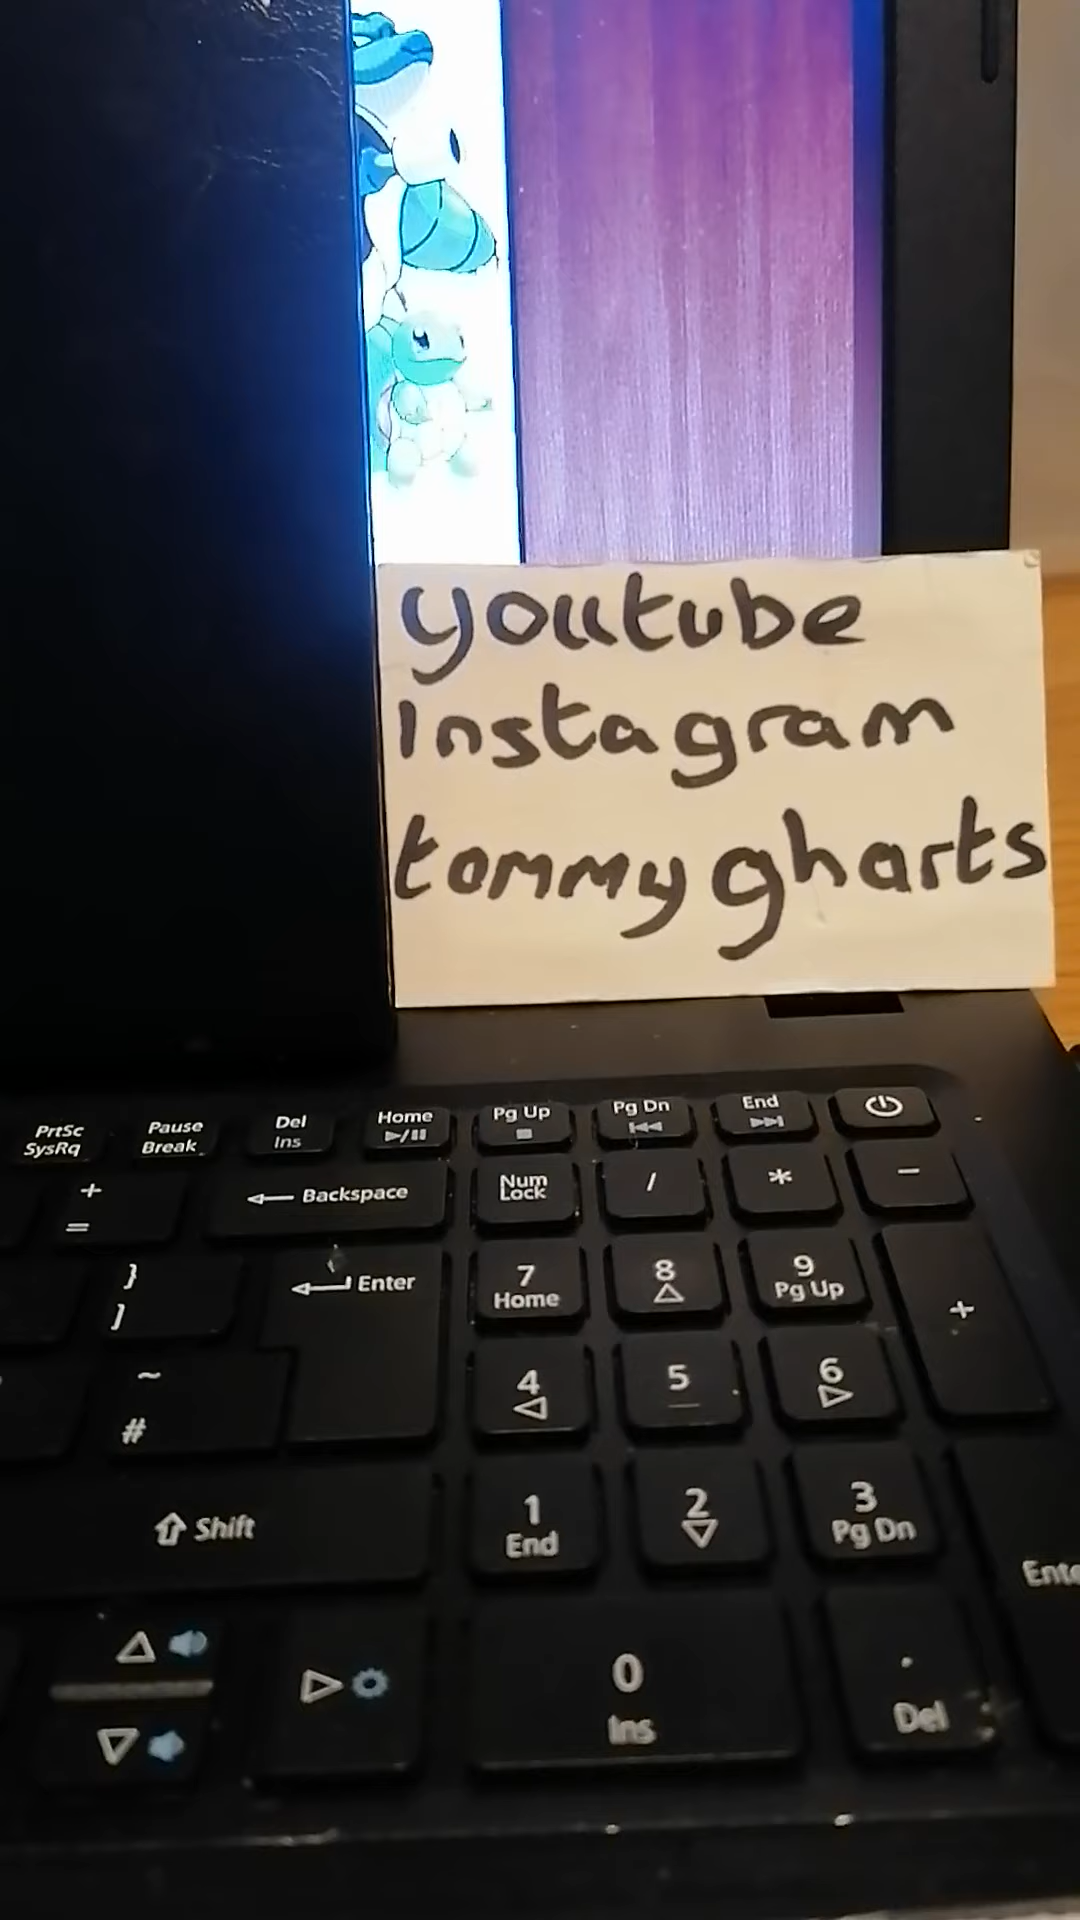 youtube
Instagram
tommygharts
PrtSc
SysRq
Pause
Break
Del
Ins
Home
Pg Up
Pg Dn
End
+
=
Backspace
Num
Lock
/
*
-
}
]
Enter
7
Home
8
9
Pg Up
+
~
#
4
5
6
Shift
1
End
2
3
Pg Dn
0
Ins
.
Del